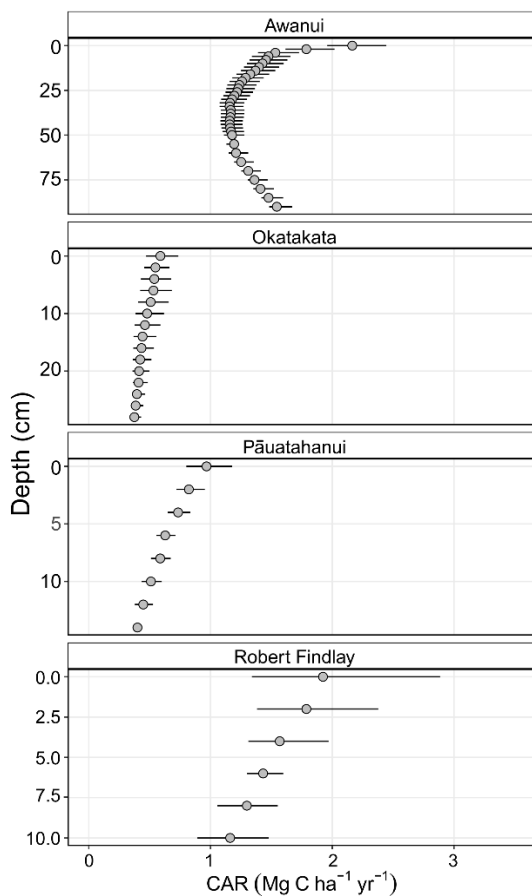 Awanui
0
25
50
75
Okatakata
0
10
20
Pāuatahanui
0
5
10
Robert Findlay
0.0
2.5
5.0
7.5
10.0
0 1 2 3
CAR (Mg C ha⁻¹ yr⁻¹)
Depth (cm)